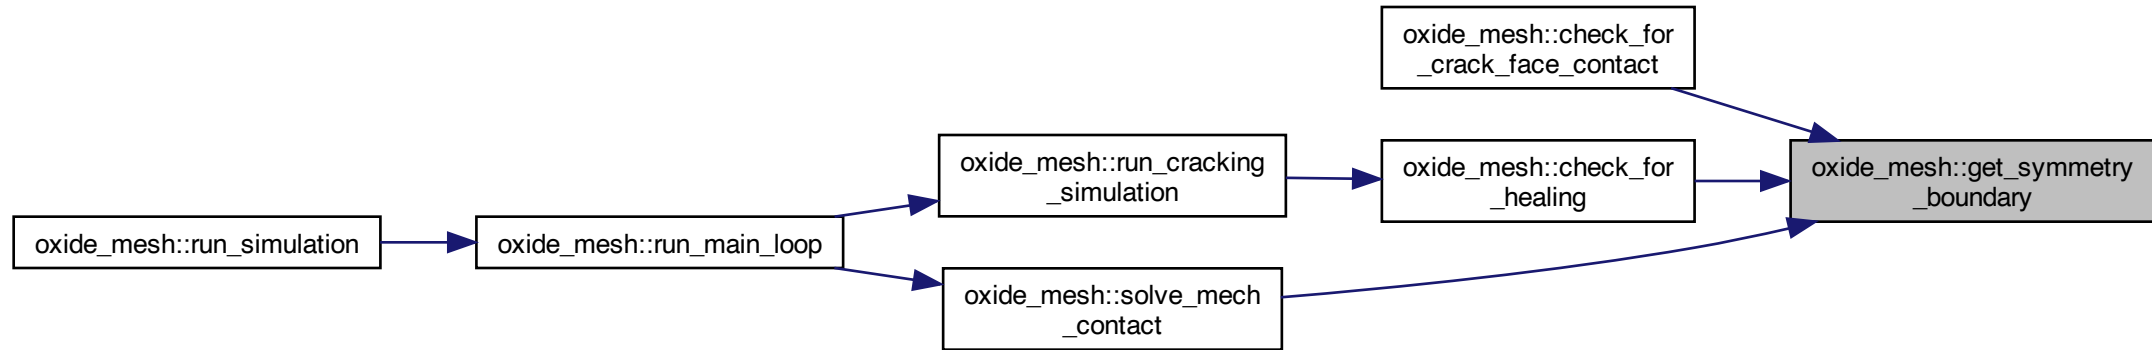 oxide_mesh::check_for
_crack_face_contact
oxide_mesh::run_cracking
_simulation
oxide_mesh::check_for
_healing
oxide_mesh::get_symmetry
_boundary
oxide_mesh::run_simulation
oxide_mesh::run_main_loop
oxide_mesh::solve_mech
_contact